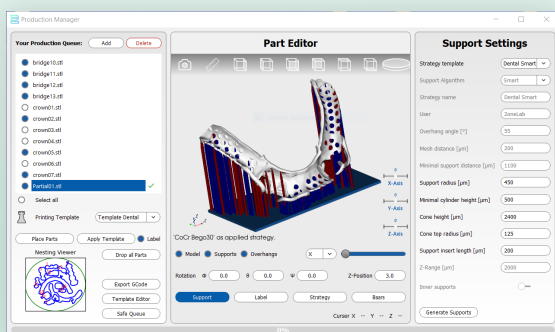 Production Manager
Your Production Queue:
Add
Delete
bridge10.stl
bridge11.stl
bridge12.stl
bridge13.stl
crown01.stl
crown02.stl
crown03.stl
crown04.stl
crown05.stl
crown06.stl
crown07.stl
Partial01.stl
Select all
Printing Template
Template Dental
Place Parts
Apply Template
Label
Nesting Viewer
Drop all Parts
Export GCode
Template Editor
Safe Queue
Part Editor
X-Axis
Y-Axis
Z-Axis
'CoCr Bego30' as applied strategy.
Model
Supports
Overhangs
X
Rotation
Φ
0.0
θ
0.0
Ψ
0.0
Z-Position
3.0
Support
Label
Strategy
Bears
Cursor X -- Y -- Z --
Support Settings
Strategy template
Dental Smart
Support Algorithm
Smart
Strategy name
Dental Smart
User
ZoneLab
Overhang angle [°]
55
Mesh distance [μm]
200
Minimal support distance [μm]
1100
Support radius [μm]
450
Minimal cylinder height [μm]
500
Cone height [μm]
2400
Cone top radius [μm]
125
Support insert length [μm]
200
Z-Range [μm]
2000
Inner supports
Generate Supports